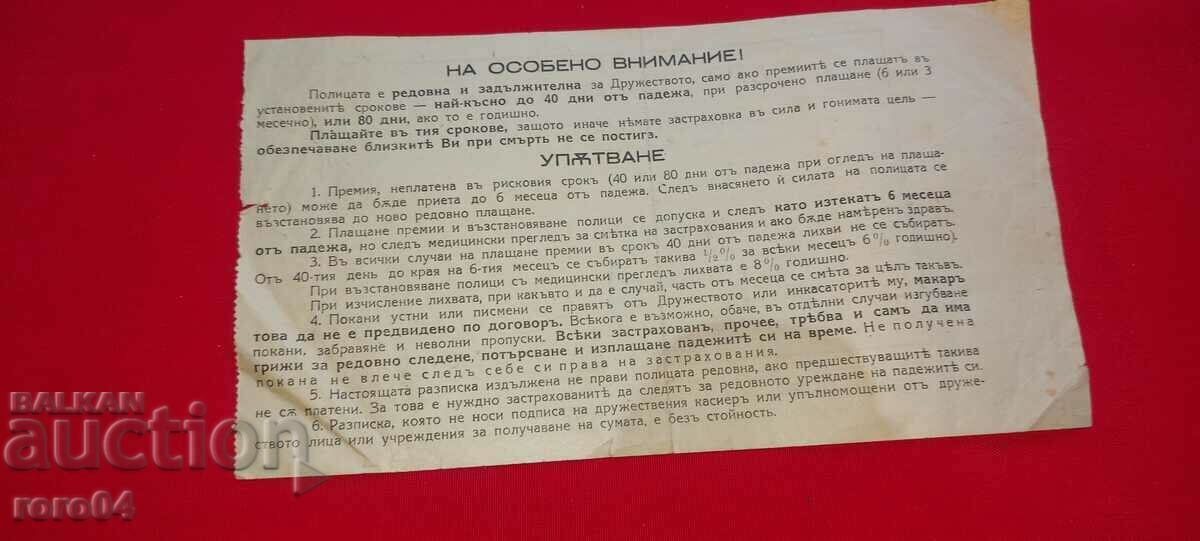 НА ОСОБЕНО ВНИМАНИЕ!
Полицата е редовна и задължителна за Дружеството, само ако премиитѣ се плащатъ въ
установенитѣ срокове — най-късно до 40 дни отъ падежа, при разсрочено плащане (6 или 3
месечно), или 80 дни, ако то е годишно.
Плащайте въ тия срокове, защото иначе нѣмате застраховка въ сила и гонимата цель —
обезпечаване близкитѣ Ви при смърть не се постигз.
УПѪТВАНЕ
1. Премия, неплатена въ рисковия срокъ (40 или 80 дни отъ падежа при огледъ на плаща-
нето) може да бѫде приета до 6 месеца отъ падежа. Следъ внасянето ѝ силата на полицата се
възстановява до ново редовно плащане.
2. Плащане премии и възстановяване полици се допуска и следъ като изтекатъ 6 месеца
отъ падежа, но следъ медицински прегледъ за смѣтка на застрахования и ако бѫде намѣренъ здравъ.
3. Въ всички случаи на плащане премии въ срокъ 40 дни отъ падежа лихви не се събиратъ.
Отъ 40-тия день до края на 6-тия месецъ се събиратъ такива ½% за всѣки месецъ 6% годишно).
При възстановяване полици съ медицински прегледъ лихвата е 8% годишно.
При изчисление лихвата, при какъвто и да е случай, часть отъ месеца се смѣта за цѣлъ такъвъ.
4. Покани устни или писмени се правятъ отъ Дружеството или инкасаторитѣ му, макаръ
това да не е предвидено по договоръ. Всѣкога е възможно, обаче, въ отдѣлни случаи изгубване
покани, забравяне и неволни пропуски. Всѣки застрахованъ, прочее, трѣбва и самъ да има
грижи за редовно следене, потърсване и изплащане падежитѣ си на време. Не получена
покана не влече следъ себе си права на застрахования.
5. Настоящата разписка издължена не прави полицата редовна, ако предшествуващитѣ такива
не сѫ платени. За това е нуждно застрахованитѣ да следятъ за редовното уреждане на падежитѣ си.
6. Разписка, която не носи подписа на дружествения касиеръ или упълномощени отъ друже-
ството лица или учреждения за получаване на сумата, е безъ стойность.
BALKAN
auction
roro04